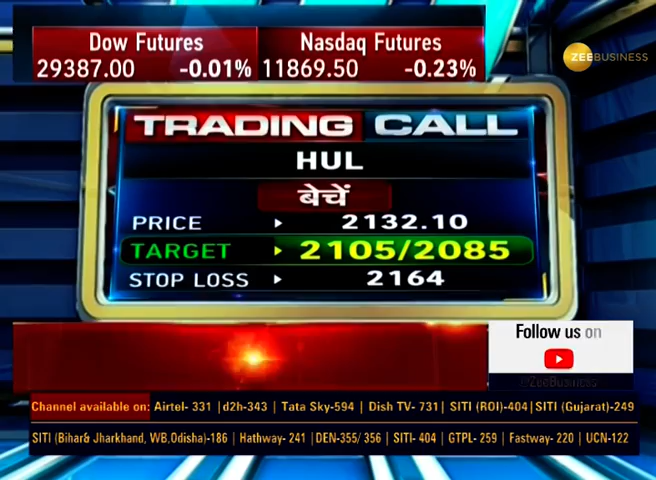 Dow Futures
29387.00 -0.01%
Nasdaq Futures
11869.50 -0.23%
ZEEBUSINESS
TRADING CALL
HUL
बेचें
PRICE 2132.10
TARGET 2105/2085
STOP LOSS 2164
Follow us on
@ZeeBusiness
Channel available on: Airtel- 331 | d2h-343 | Tata Sky-594 | Dish TV- 731 | SITI (ROI)-404 | SITI (Gujarat)-249
SITI (Bihar& Jharkhand, WB,Odisha)-186 | Hathway- 241 | DEN-355/ 356 | SITI- 404 | GTPL- 259 | Fastway- 220 | UCN-122